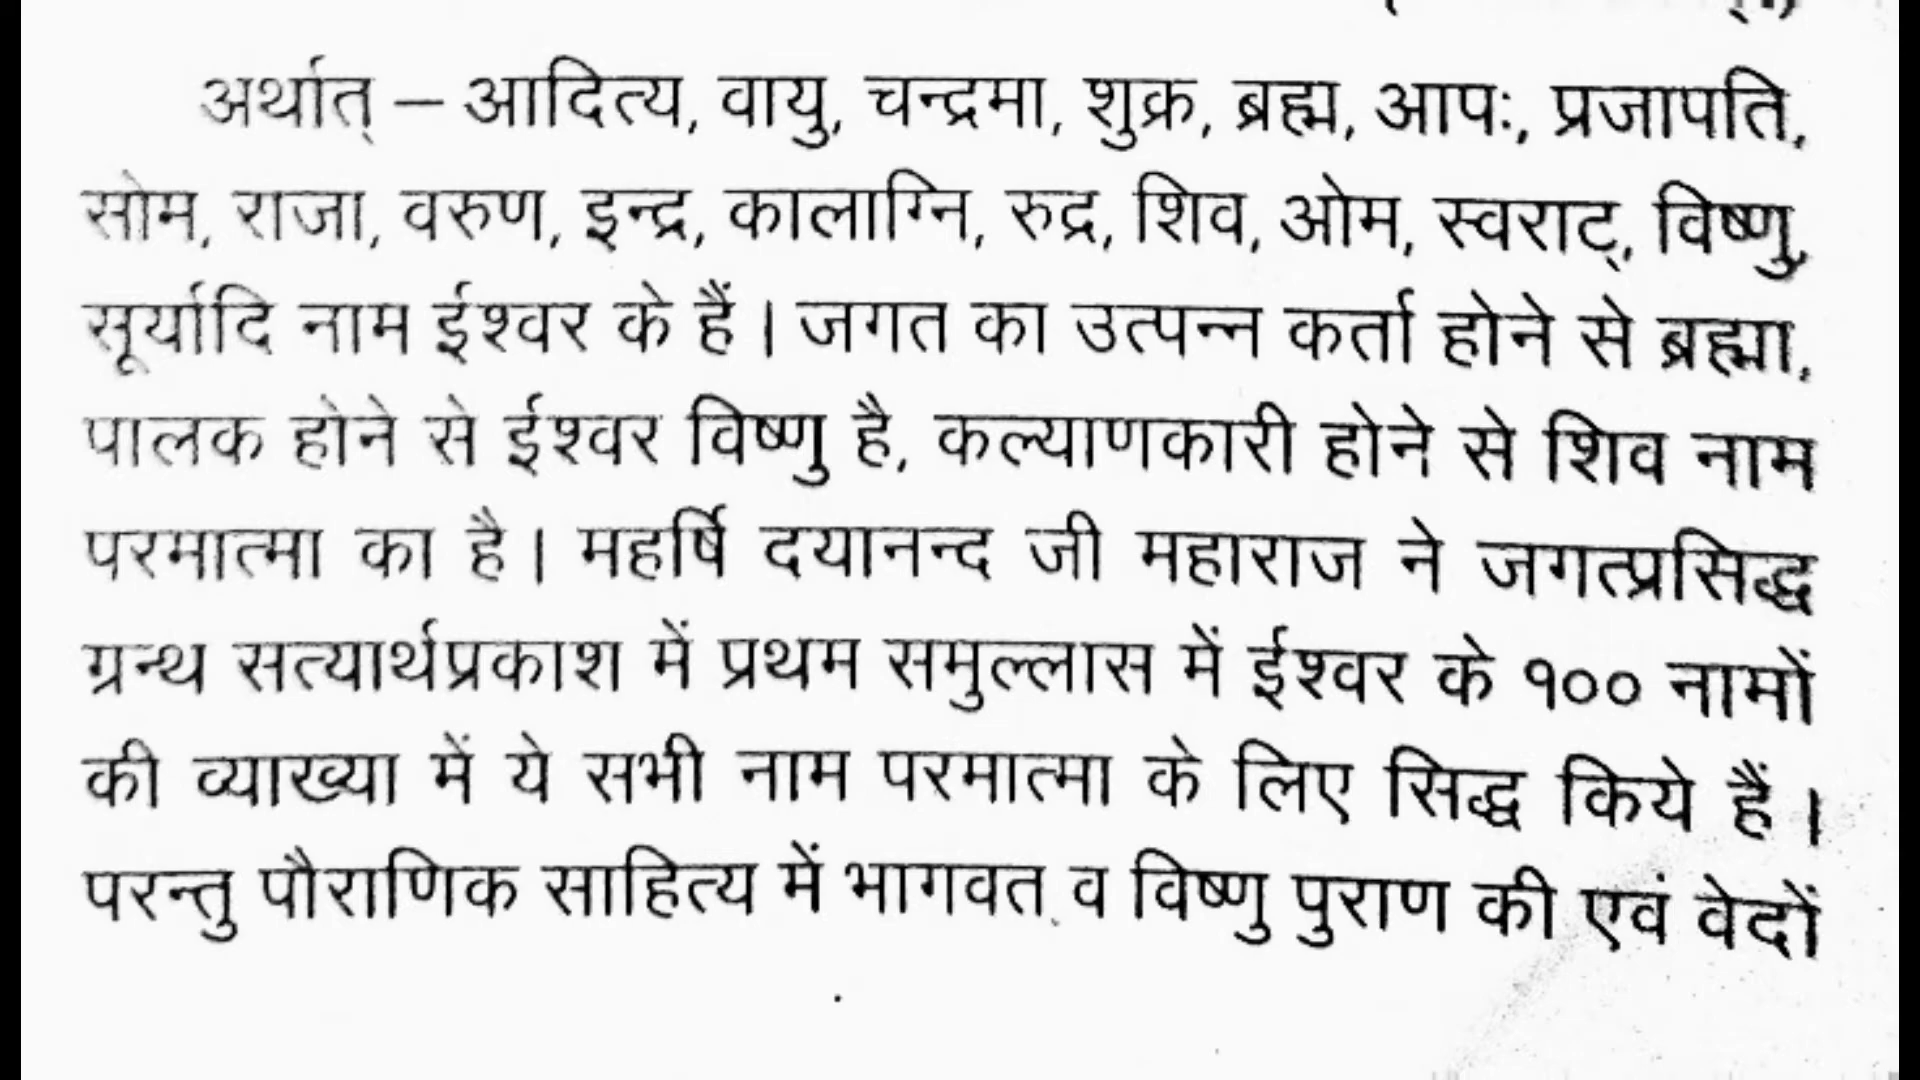 अर्थात् – आदित्य, वायु, चन्द्रमा, शुक्र, ब्रह्म, आपः, प्रजापति,
सोम, राजा, वरुण, इन्द्र, कालाग्नि, रुद्र, शिव, ओम, स्वराट्, विष्णु,
सूर्यादि नाम ईश्वर के हैं। जगत का उत्पन्न कर्ता होने से ब्रह्मा,
पालक होने से ईश्वर विष्णु है, कल्याणकारी होने से शिव नाम
परमात्मा का है। महर्षि दयानन्द जी महाराज ने जगत्प्रसिद्ध
ग्रन्थ सत्यार्थप्रकाश में प्रथम समुल्लास में ईश्वर के १०० नामों
की व्याख्या में ये सभी नाम परमात्मा के लिए सिद्ध किये हैं।
परन्तु पौराणिक साहित्य में भागवत व विष्णु पुराण की एवं वेदों